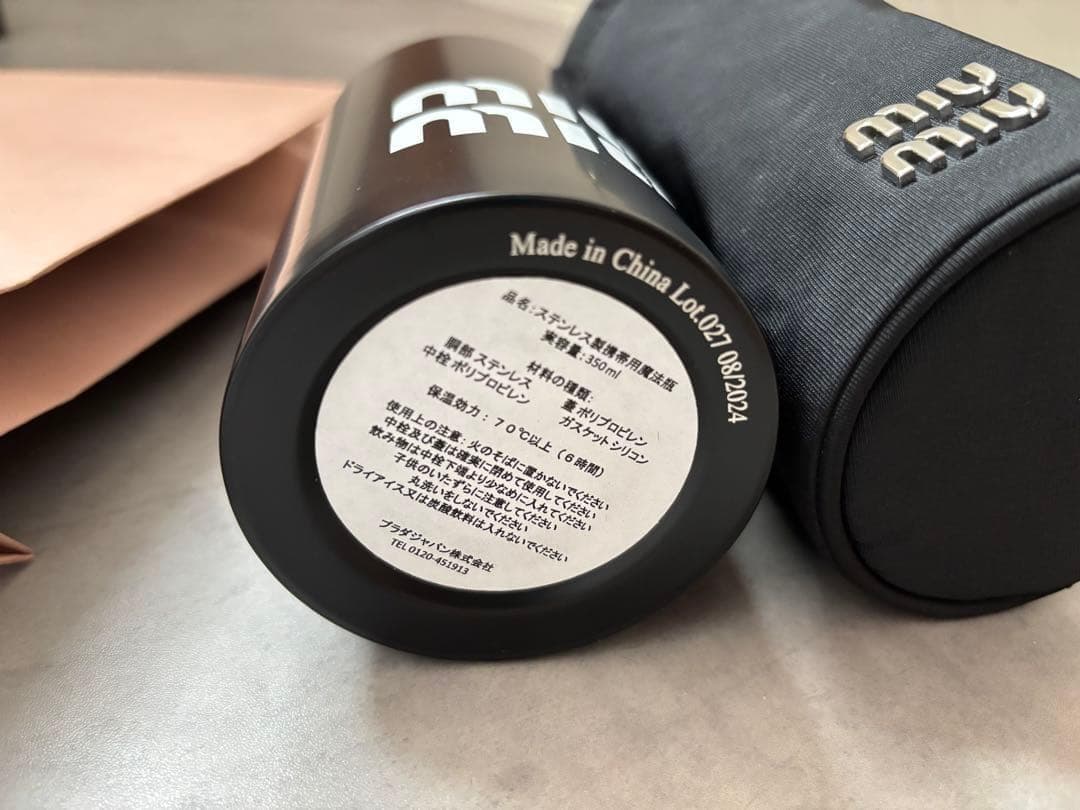 miu
miu
miu
miu
Made in China Lot.027 08/2024
品名:ステンレス製携帯用魔法瓶
実容量:350ml
材料の種類:
胴部 ステンレス 蓋 ポリプロピレン
中栓 ポリプロピレン ガスケット シリコン
保温効力:70℃以上(6時間)
使用上の注意:火のそばに置かないでください
中栓及び蓋は確実に閉めて使用してください
飲み物は中栓下端より少なめに入れてください
子供のいたずらに注意してください
丸洗いをしないでください
ドライアイス又は炭酸飲料は入れないでください
プラダジャパン株式会社
TEL 0120-451913